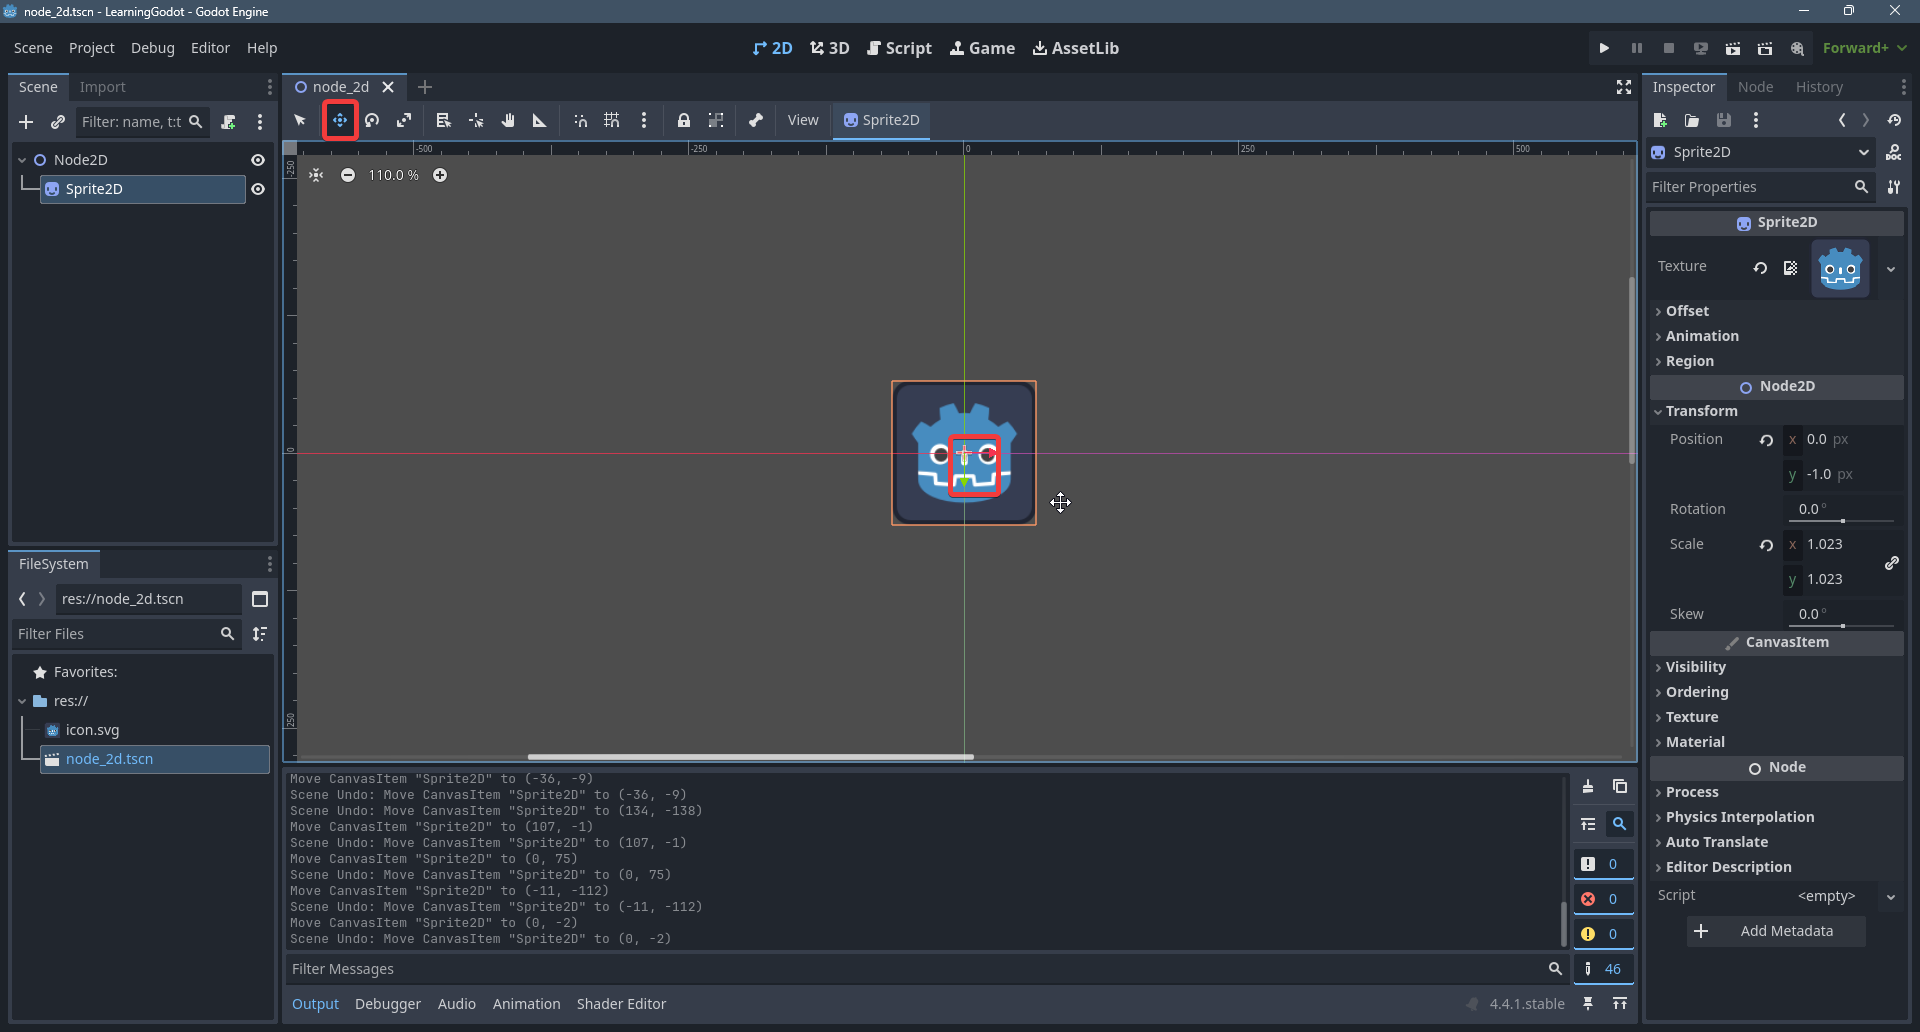 node_2d.tscn - LearningGodot - Godot Engine
Scene Project Debug Editor Help
2D 3D Script Game AssetLib
Forward+
Scene Import
Filter: name, t:t
Node2D
Sprite2D
FileSystem
res://node_2d.tscn
Filter Files
Favorites:
res://
icon.svg
node_2d.tscn
node_2d
View Sprite2D
-500 -250 0 250 500
-250
0
250
110.0 %
Move CanvasItem "Sprite2D" to (-36, -9)
Scene Undo: Move CanvasItem "Sprite2D" to (-36, -9)
Scene Undo: Move CanvasItem "Sprite2D" to (134, -138)
Move CanvasItem "Sprite2D" to (107, -1)
Scene Undo: Move CanvasItem "Sprite2D" to (107, -1)
Move CanvasItem "Sprite2D" to (0, 75)
Scene Undo: Move CanvasItem "Sprite2D" to (0, 75)
Move CanvasItem "Sprite2D" to (-11, -112)
Scene Undo: Move CanvasItem "Sprite2D" to (-11, -112)
Move CanvasItem "Sprite2D" to (0, -2)
Scene Undo: Move CanvasItem "Sprite2D" to (0, -2)
0
0
0
46
Filter Messages
Output Debugger Audio Animation Shader Editor
4.4.1.stable
Inspector Node History
Sprite2D
Filter Properties
Sprite2D
Texture
Offset
Animation
Region
Node2D
Transform
Position x 0.0 px
y -1.0 px
Rotation 0.0 °
Scale x 1.023
y 1.023
Skew 0.0 °
CanvasItem
Visibility
Ordering
Texture
Material
Node
Process
Physics Interpolation
Auto Translate
Editor Description
Script <empty>
Add Metadata